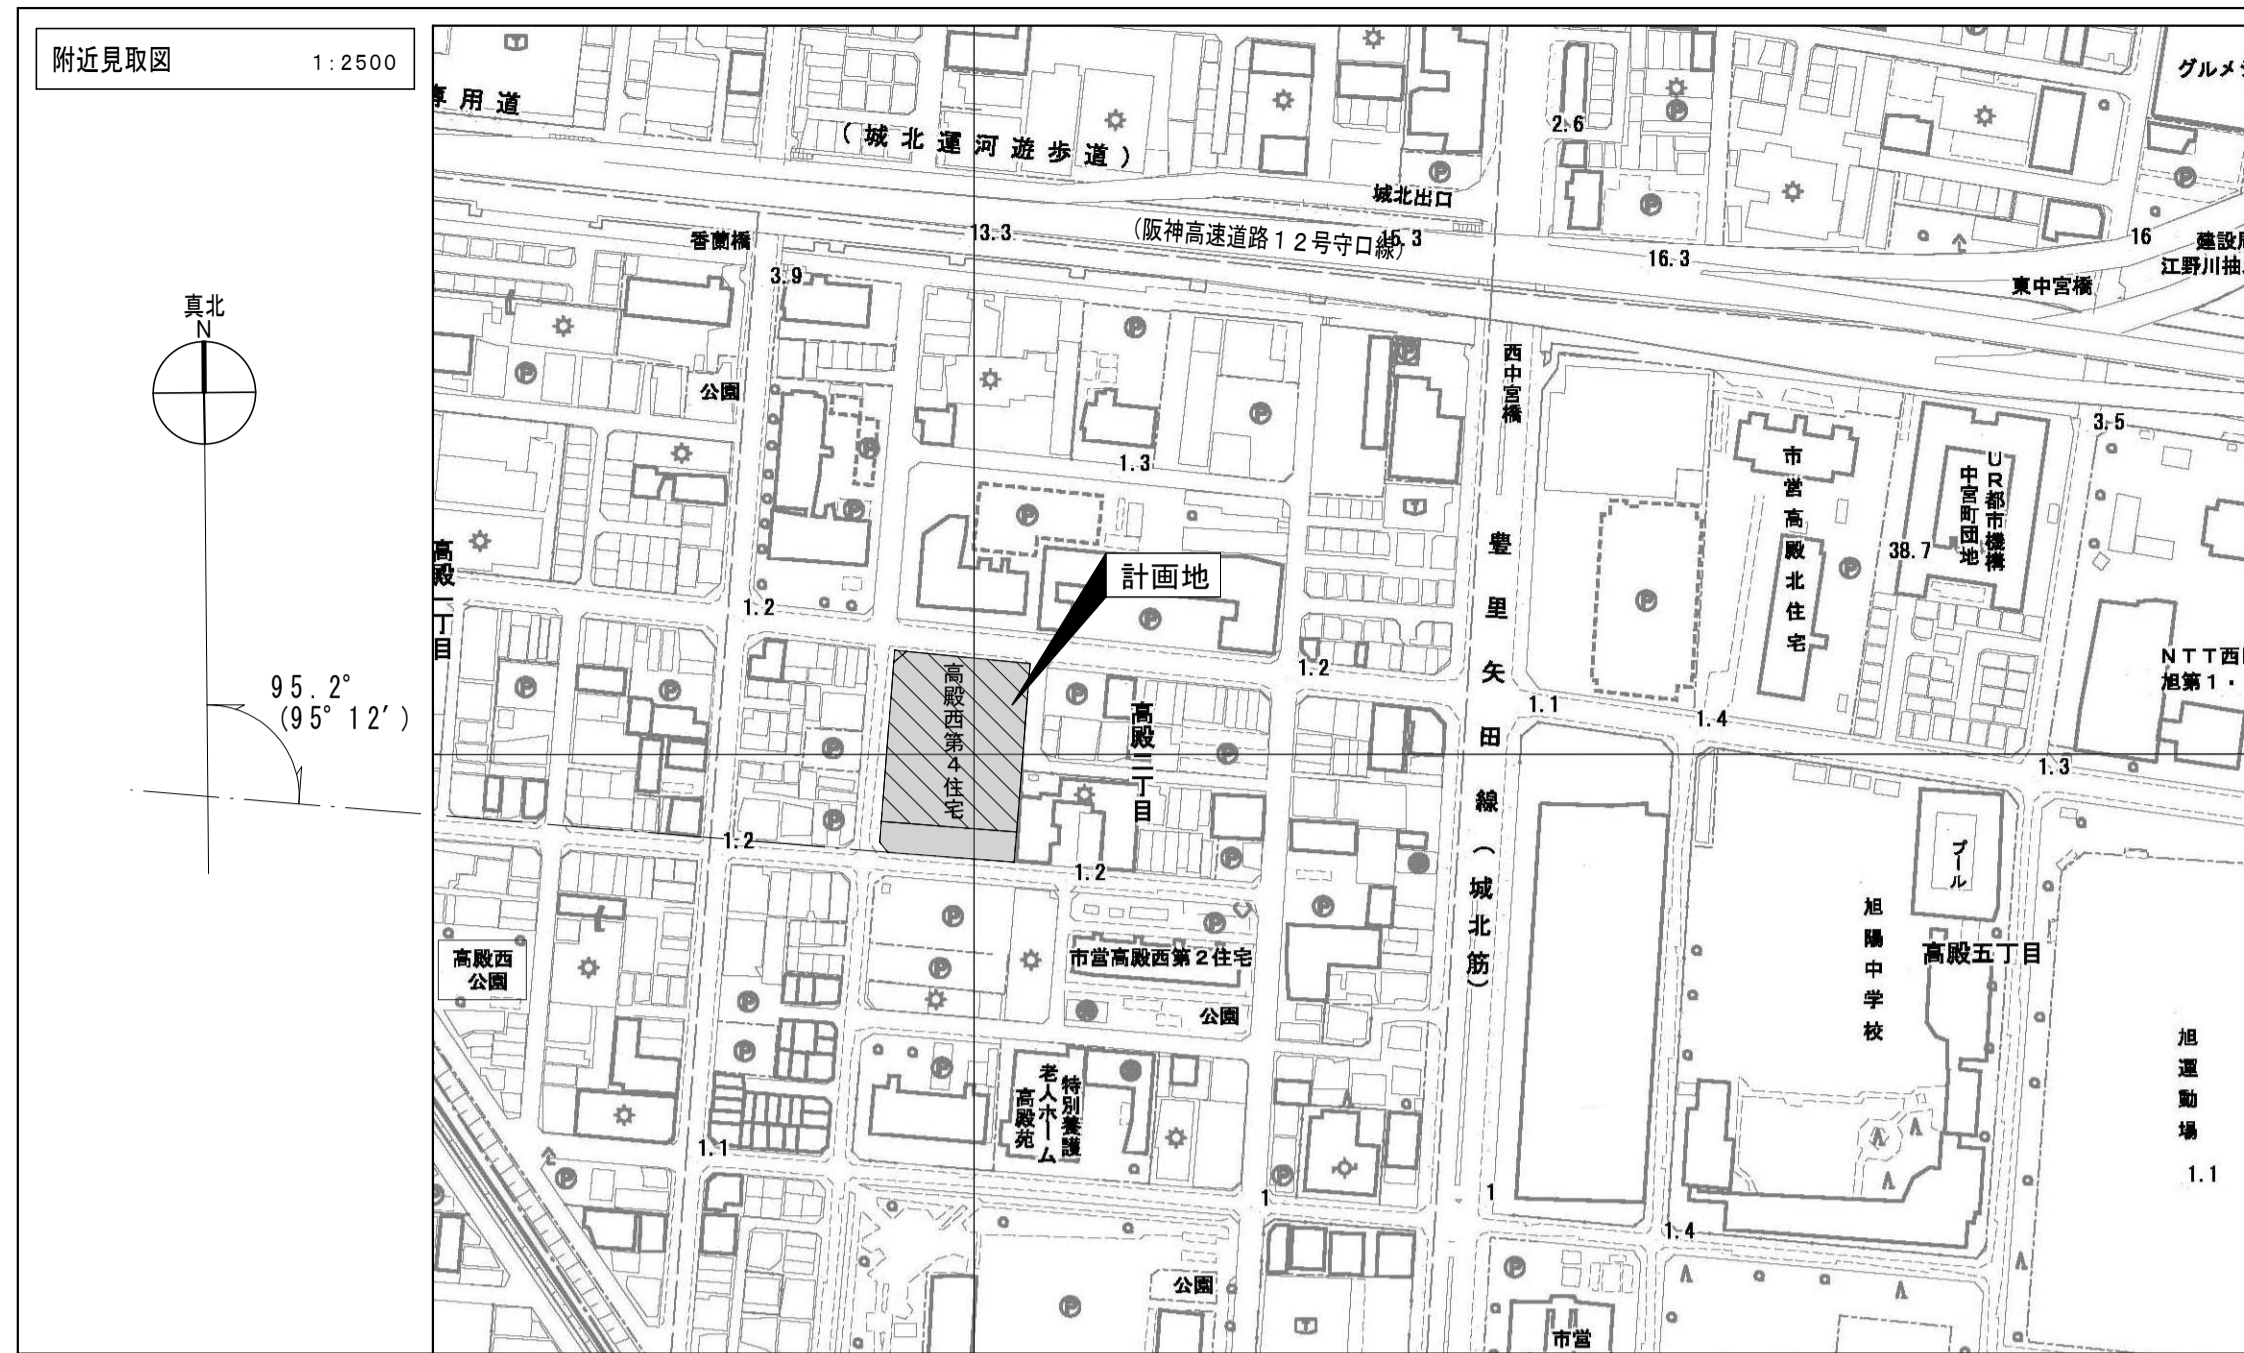 附近見取図 1:2500
専用道
(城北運河遊歩道)
グルメ
2.6
城北出口
香蘭橋
13.3
(阪神高速道路12号守口線)
15.3
16.3
16
建設局
江野川抽
東中宮橋
3.9
真北
N
公園
西中宮橋
3.5
1.3
市営高殿北住宅
UR都市機構
中宮町団地
38.7
高殿一丁目
計画地
1.2
豊里矢田線(城北筋)
1.2
NTT西
旭第1・
95.2°
(95°12′)
高殿西第4住宅
高殿二丁目
1.1
1.4
1.3
1.2
1.2
プール
旭陽中学校
高殿五丁目
高殿西
公園
市営高殿西第2住宅
公園
旭運動場
1.1
特別養護
老人ホーム
高殿苑
1.1
1
1
1.4
公園
市営